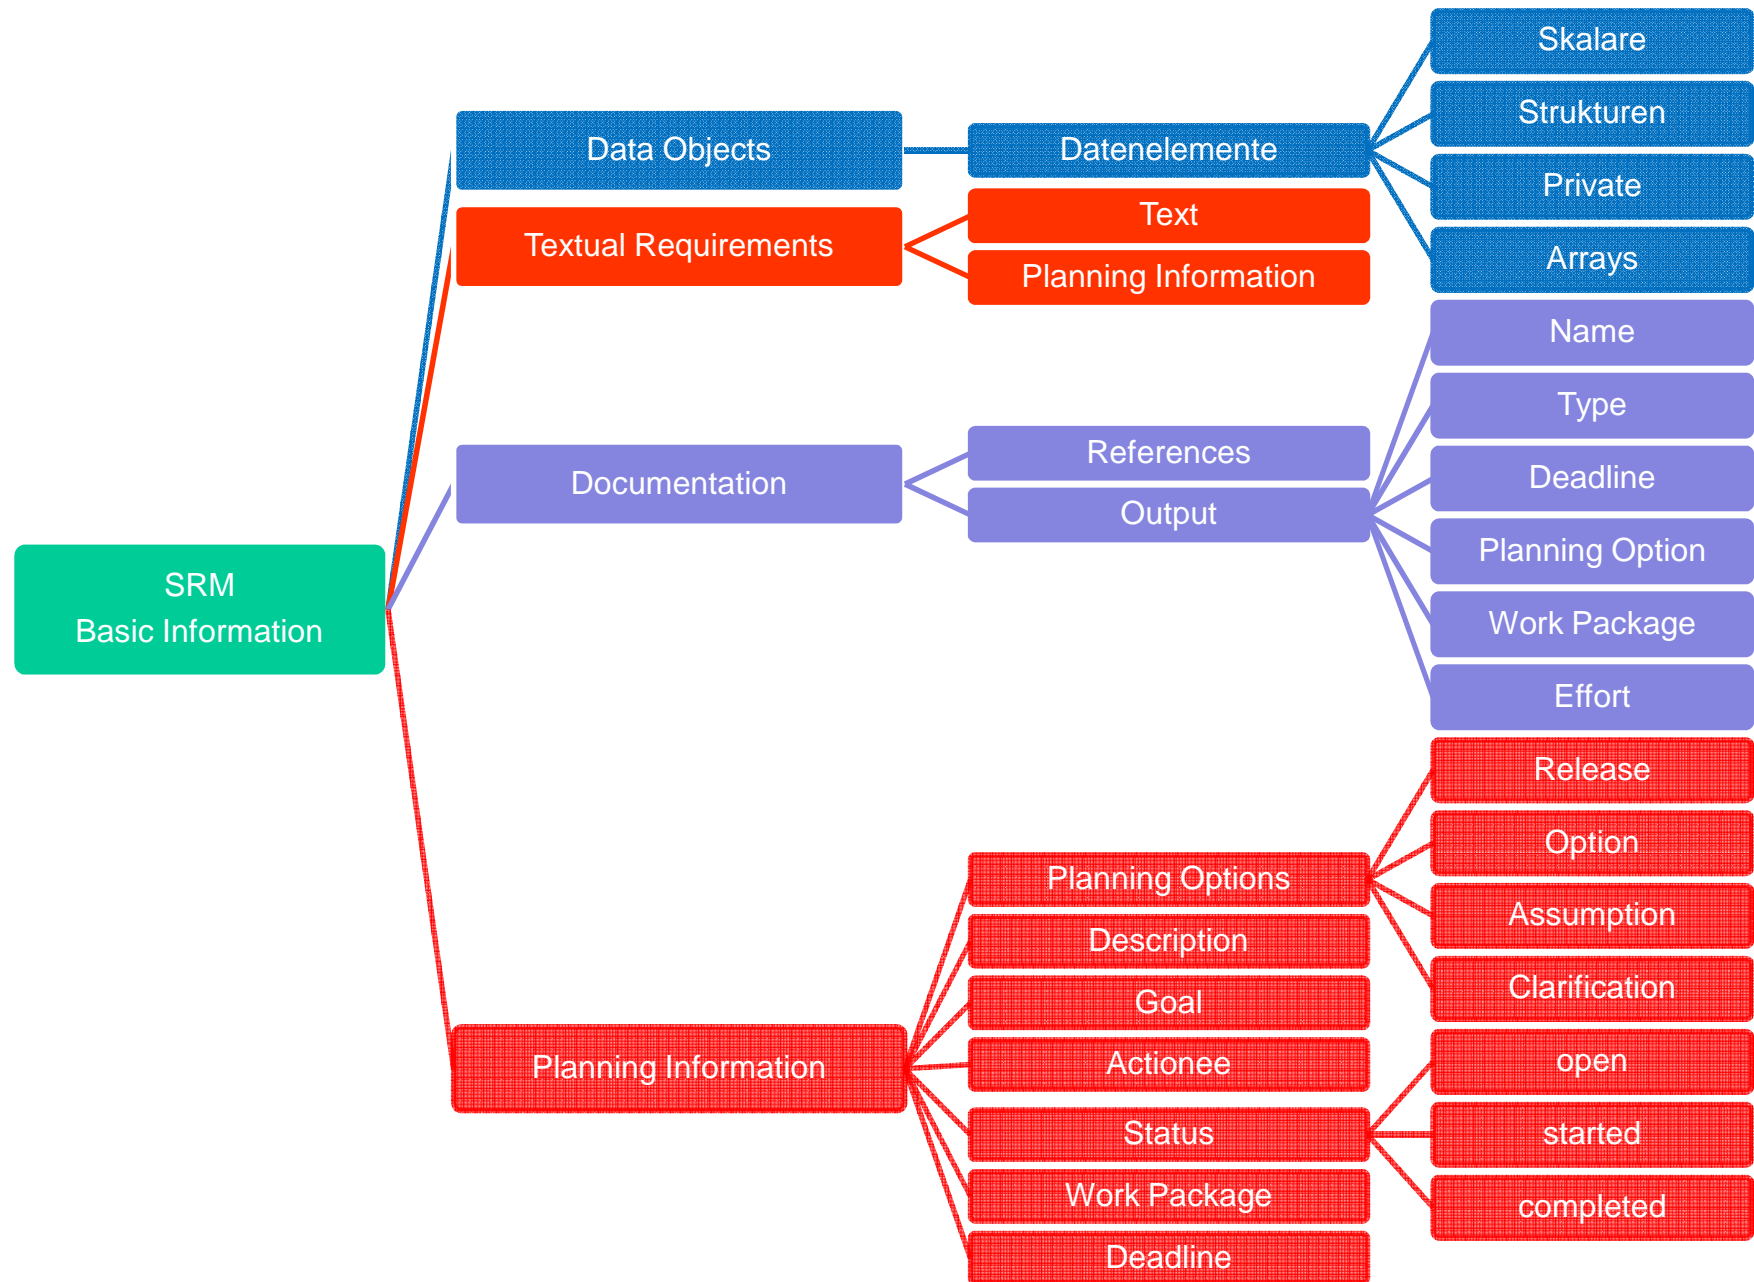 SRM
Basic Information
Data Objects
Textual Requirements
Documentation
Planning Information
Datenelemente
Text
Planning Information
References
Output
Planning Options
Description
Goal
Actionee
Status
Work Package
Deadline
Skalare
Strukturen
Private
Arrays
Name
Type
Deadline
Planning Option
Work Package
Effort
Release
Option
Assumption
Clarification
open
started
completed